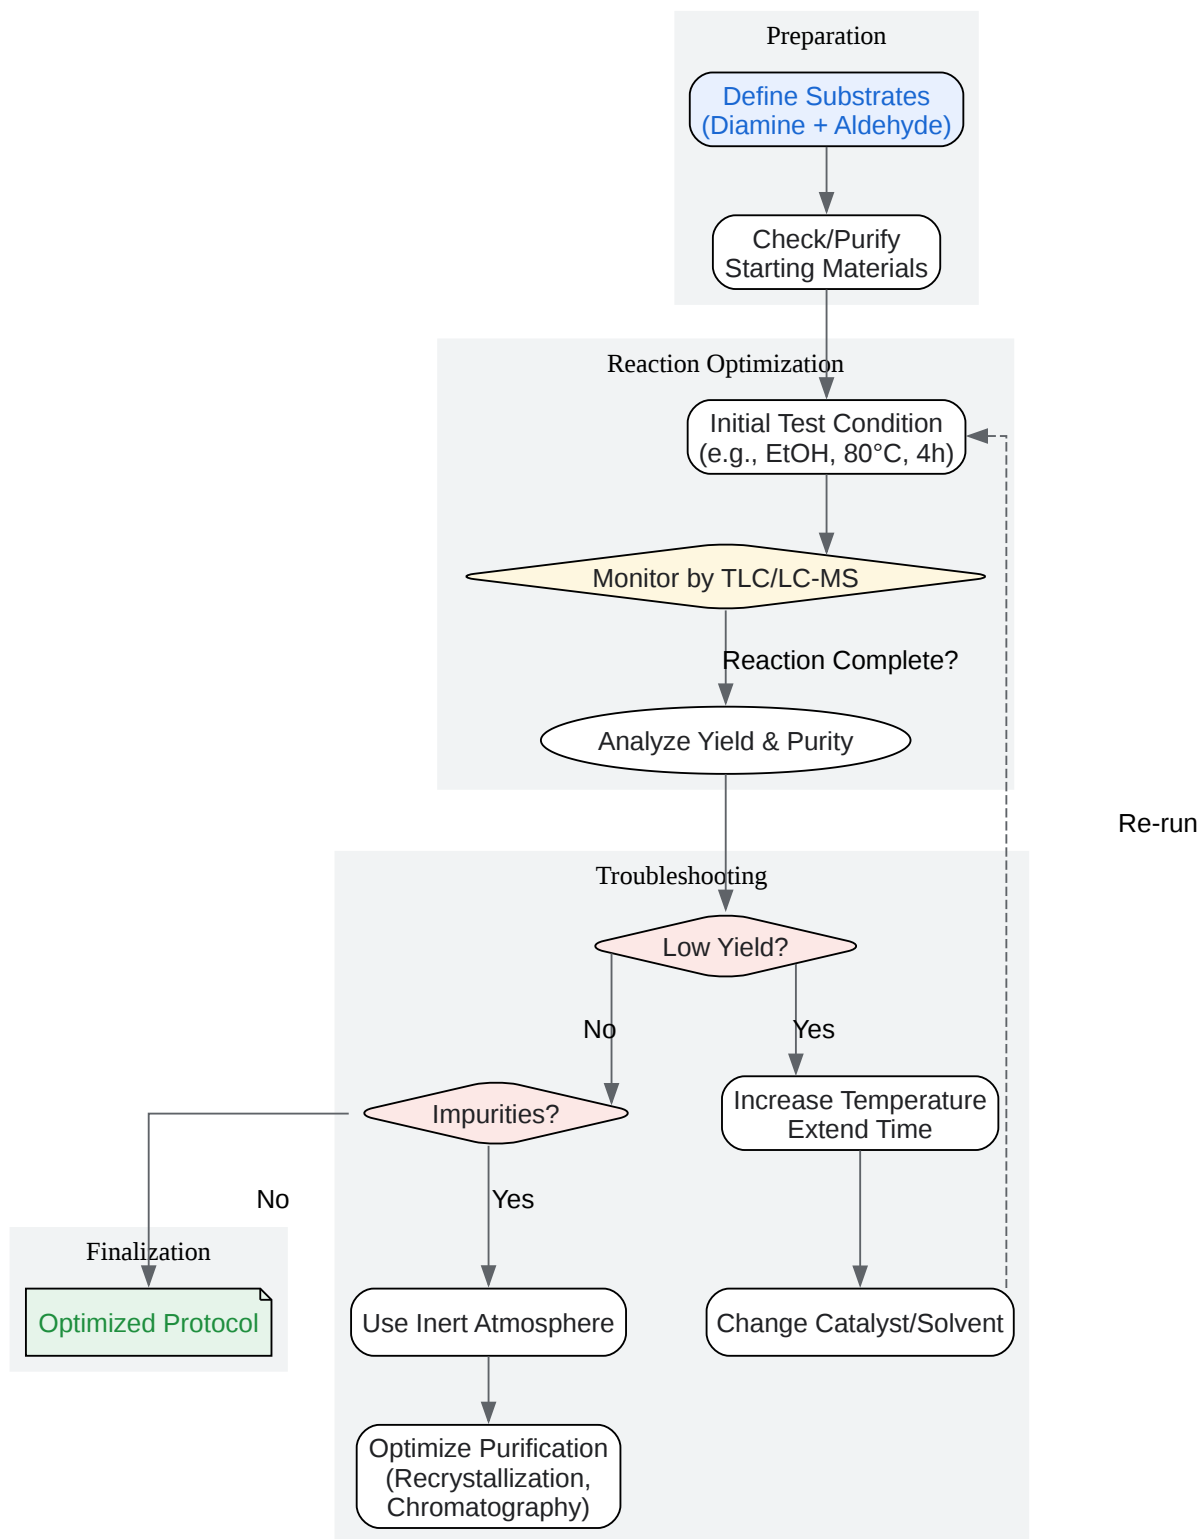 Preparation
Define Substrates
(Diamine + Aldehyde)
Check/Purify
Starting Materials
Reaction Optimization
Initial Test Condition
(e.g., EtOH, 80°C, 4h)
Monitor by TLC/LC-MS
Reaction Complete?
Analyze Yield & Purity
Re-run
Troubleshooting
Low Yield?
No
Yes
Impurities?
Increase Temperature
Extend Time
No
Yes
Finalization
Optimized Protocol
Use Inert Atmosphere
Change Catalyst/Solvent
Optimize Purification
(Recrystallization,
Chromatography)